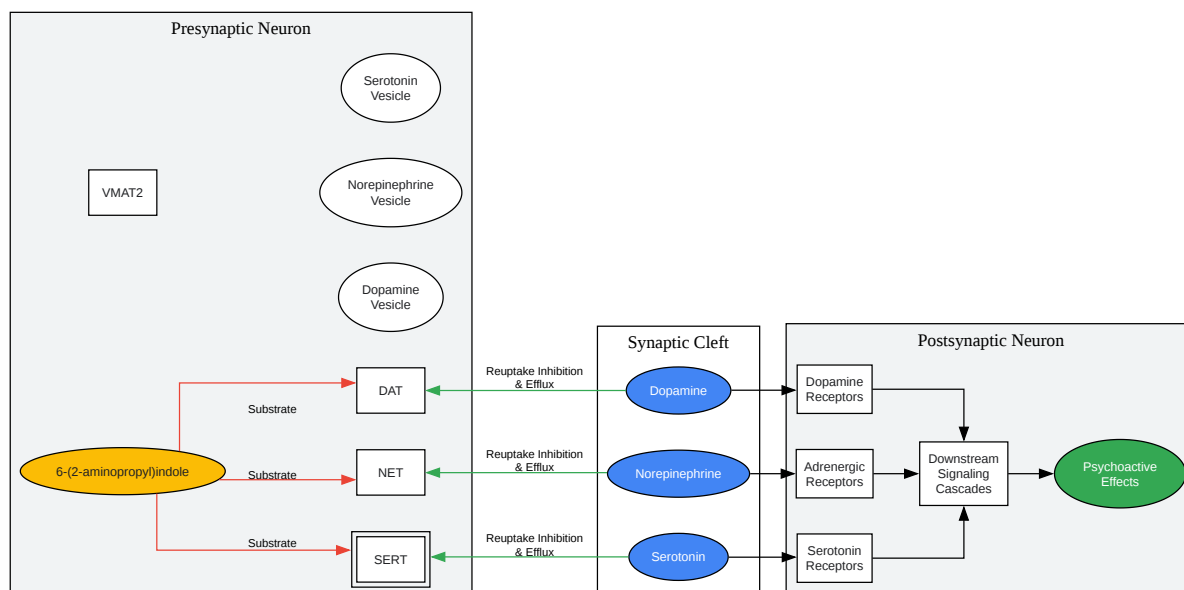 Presynaptic Neuron
Serotonin
Vesicle
VMAT2
Norepinephrine
Vesicle
Dopamine
Vesicle
DAT
Substrate
6-(2-aminopropyl)indole
Substrate
NET
Substrate
SERT
Reuptake Inhibition
& Efflux
Reuptake Inhibition
& Efflux
Reuptake Inhibition
& Efflux
Synaptic Cleft
Dopamine
Norepinephrine
Serotonin
Postsynaptic Neuron
Dopamine
Receptors
Adrenergic
Receptors
Serotonin
Receptors
Downstream
Signaling
Cascades
Psychoactive
Effects